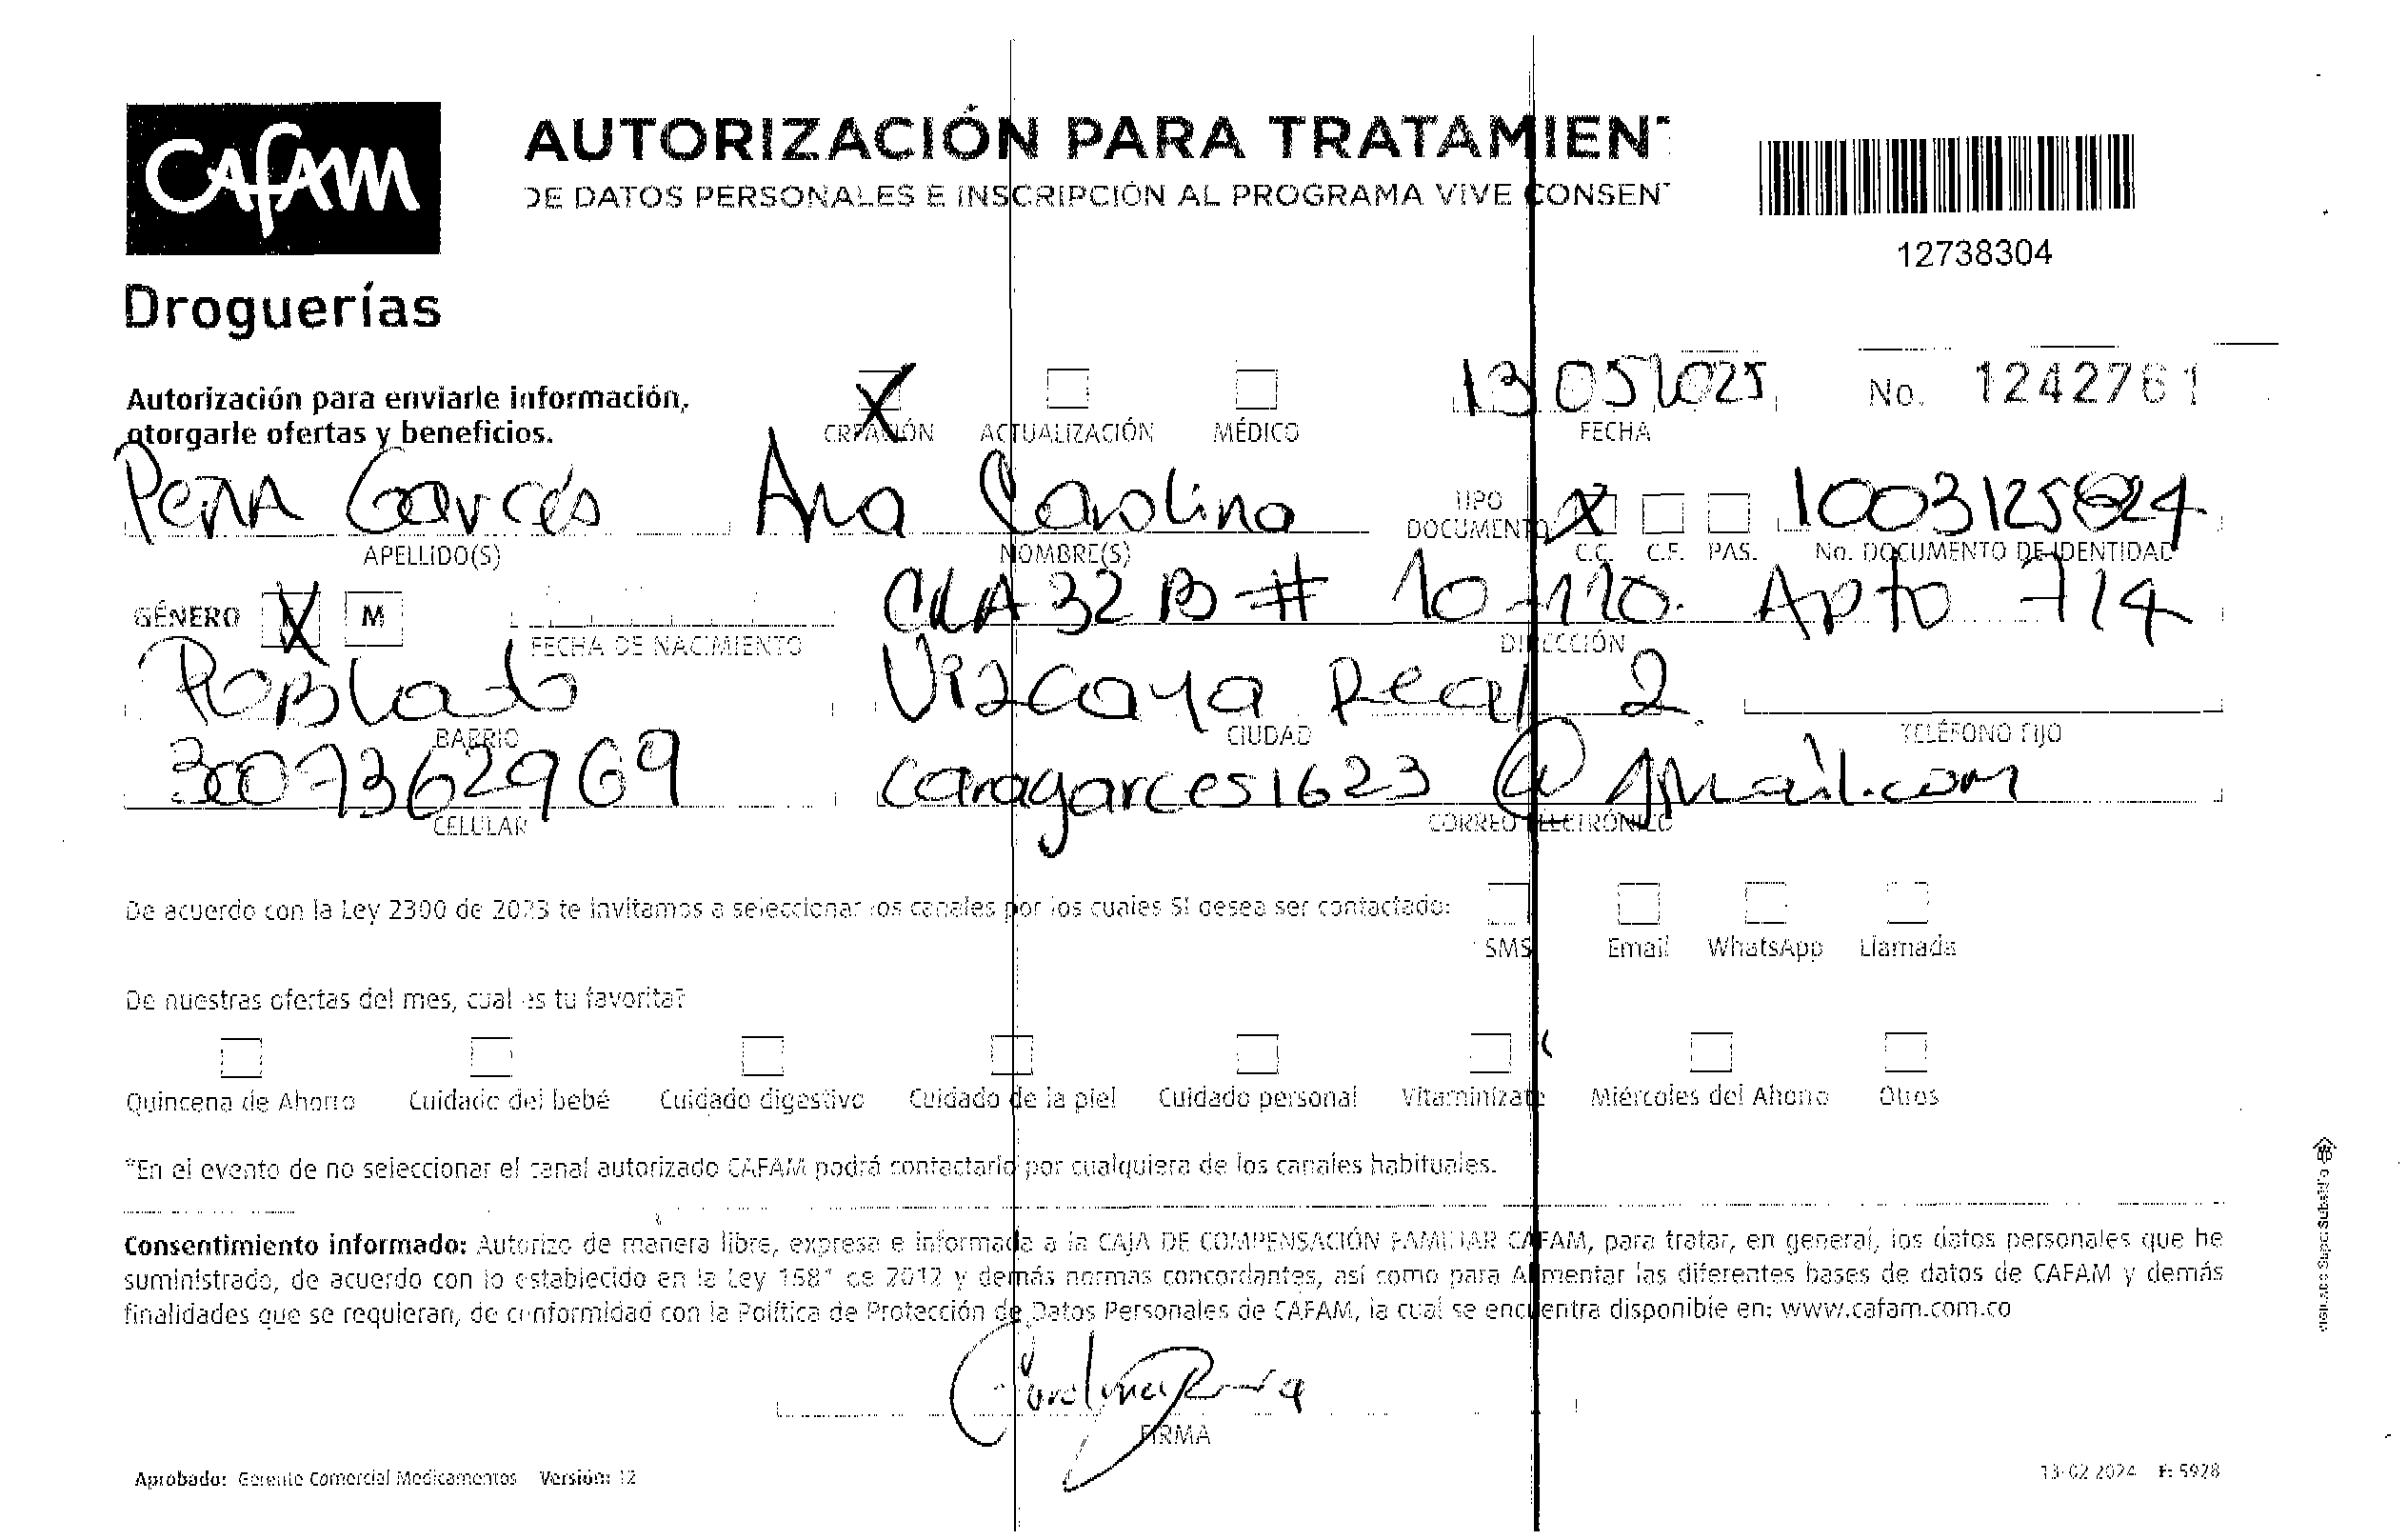 CAFAM
Droguerías
AUTORIZACIÓN PARA TRATAMIEN
DE DATOS PERSONALES E INSCRIPCIÓN AL PROGRAMA VIVE CONSEN
12738304
Autorización para enviarle información,
otorgarle ofertas y beneficios.
X CREACIÓN ACTUALIZACIÓN MÉDICO
13 05 2025 FECHA
No. 1242761
Peña Garcés Ana Carolina X 1003125824
APELLIDO(S) NOMBRE(S) TIPO DOCUMENTO C.C. C.E. PAS. No. DOCUMENTO DE IDENTIDAD
GÉNERO X M 32 B # 10-120. Apto 714
FECHA DE NACIMIENTO DIRECCIÓN
Poblado Vizcaya Real 2.
BARRIO CIUDAD TELÉFONO FIJO
3007362969 caragarces1623@gmail.com
CELULAR CORREO ELECTRÓNICO
De acuerdo con la Ley 2300 de 2023 te invitamos a seleccionar los canales por los cuales SI desea ser contactado:
SMS Email WhatsApp Llamada
De nuestras ofertas del mes, cual es tu favorita?
Quincena de Ahorro Cuidado del bebé Cuidado digestivo Cuidado de la piel Cuidado personal Vitaminízate Miércoles del Ahorro Otros
*En el evento de no seleccionar el canal autorizado CAFAM podrá contactarlo por cualquiera de los canales habituales.
Consentimiento informado: Autorizo de manera libre, expresa e informada a la CAJA DE COMPENSACIÓN FAMILIAR CAFAM, para tratar, en general, los datos personales que he
suministrado, de acuerdo con lo establecido en la Ley 1581 de 2012 y demás normas concordantes, así como para Alimentar las diferentes bases de datos de CAFAM y demás
finalidades que se requieran, de conformidad con la Política de Protección de Datos Personales de CAFAM, la cual se encuentra disponible en: www.cafam.com.co
Carolina Peña
FIRMA
Aprobado: Gerente Comercial Medicamentos Versión: 12
13-02-2024 F: 5928